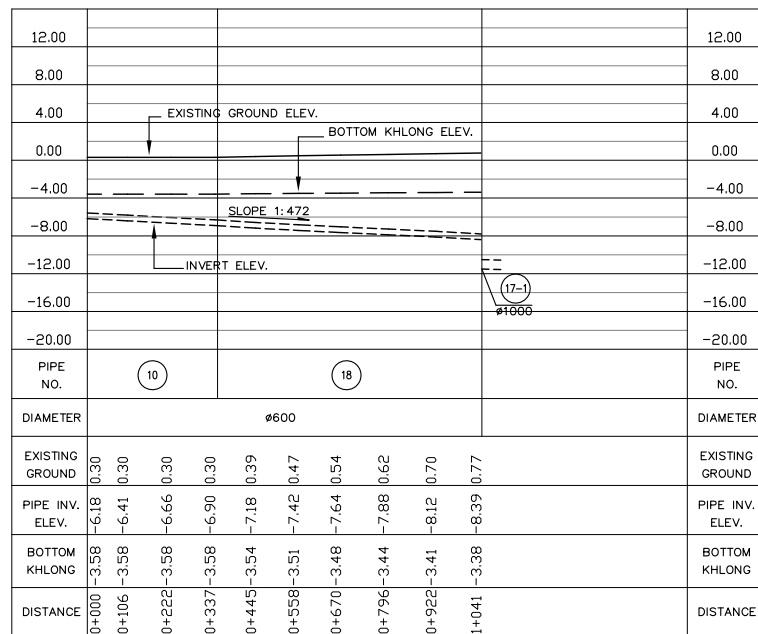 12.00 12.00
8.00 8.00
4.00 4.00
EXISTING GROUND ELEV.
BOTTOM KHLONG ELEV.
0.00 0.00
-4.00 -4.00
SLOPE 1:472
-8.00 -8.00
INVERT ELEV.
-12.00 -12.00
17-1
ø1000
-16.00 -16.00
-20.00 -20.00
PIPE NO. 10 18 PIPE NO.
DIAMETER ø600 DIAMETER
EXISTING GROUND 0.30 0.30 0.30 0.30 0.39 0.47 0.54 0.62 0.70 0.77 EXISTING GROUND
PIPE INV. ELEV. -6.18 -6.41 -6.66 -6.90 -7.18 -7.42 -7.64 -7.88 -8.12 -8.39 PIPE INV. ELEV.
BOTTOM KHLONG -3.58 -3.58 -3.58 -3.58 -3.54 -3.51 -3.48 -3.44 -3.41 -3.38 BOTTOM KHLONG
DISTANCE 0+000 0+106 0+222 0+337 0+445 0+558 0+670 0+796 0+922 1+041 DISTANCE